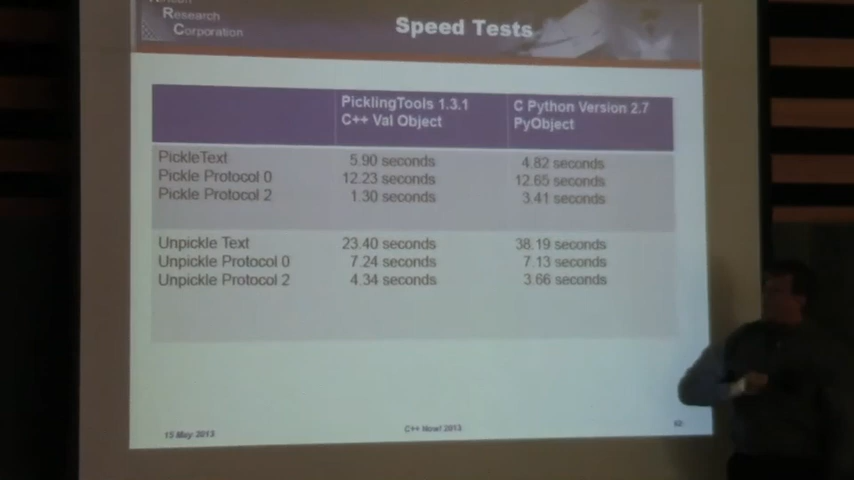 Research
Corporation
Speed Tests
PicklingTools 1.3.1
C++ Val Object
C Python Version 2.7
PyObject
PickleText 5.90 seconds 4.82 seconds
Pickle Protocol 0 12.23 seconds 12.65 seconds
Pickle Protocol 2 1.30 seconds 3.41 seconds
Unpickle Text 23.40 seconds 38.19 seconds
Unpickle Protocol 0 7.24 seconds 7.13 seconds
Unpickle Protocol 2 4.34 seconds 3.66 seconds
15 May 2013 C++ Now! 2013